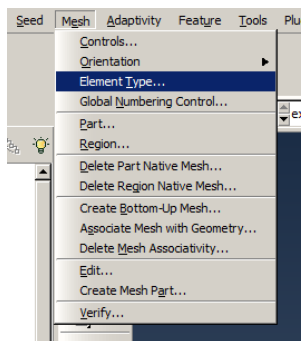 Seed Mesh Adaptivity Feature Tools Plu
Controls...
Orientation
Element Type...
Global Numbering Control...
Part...
Region...
Delete Part Native Mesh...
Delete Region Native Mesh...
Create Bottom-Up Mesh...
Associate Mesh with Geometry...
Delete Mesh Associativity...
Edit...
Create Mesh Part...
Verify...